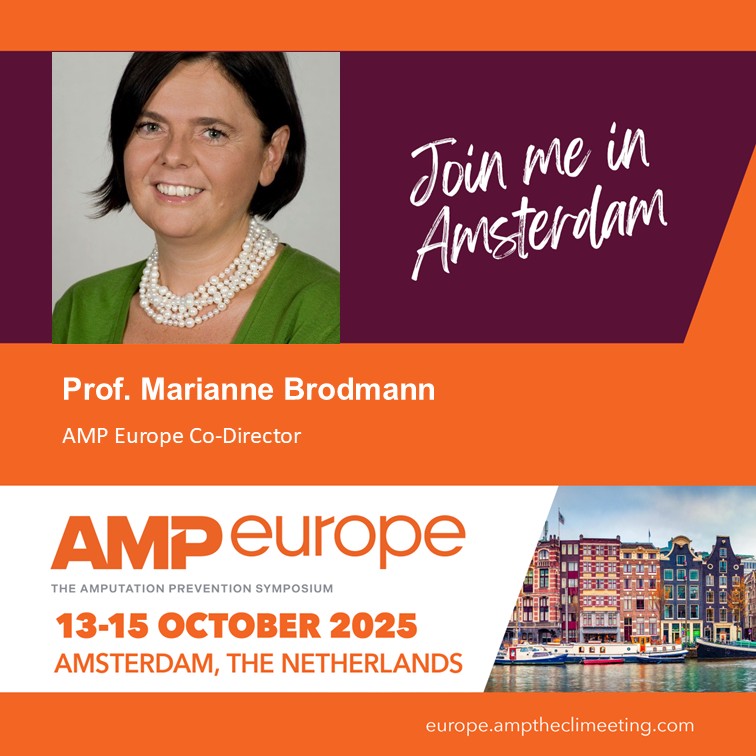 Join me in
Amsterdam
Prof. Marianne Brodmann
AMP Europe Co-Director
AMP europe
THE AMPUTATION PREVENTION SYMPOSIUM
13-15 OCTOBER 2025
AMSTERDAM, THE NETHERLANDS
europe.amptheclimeeting.com